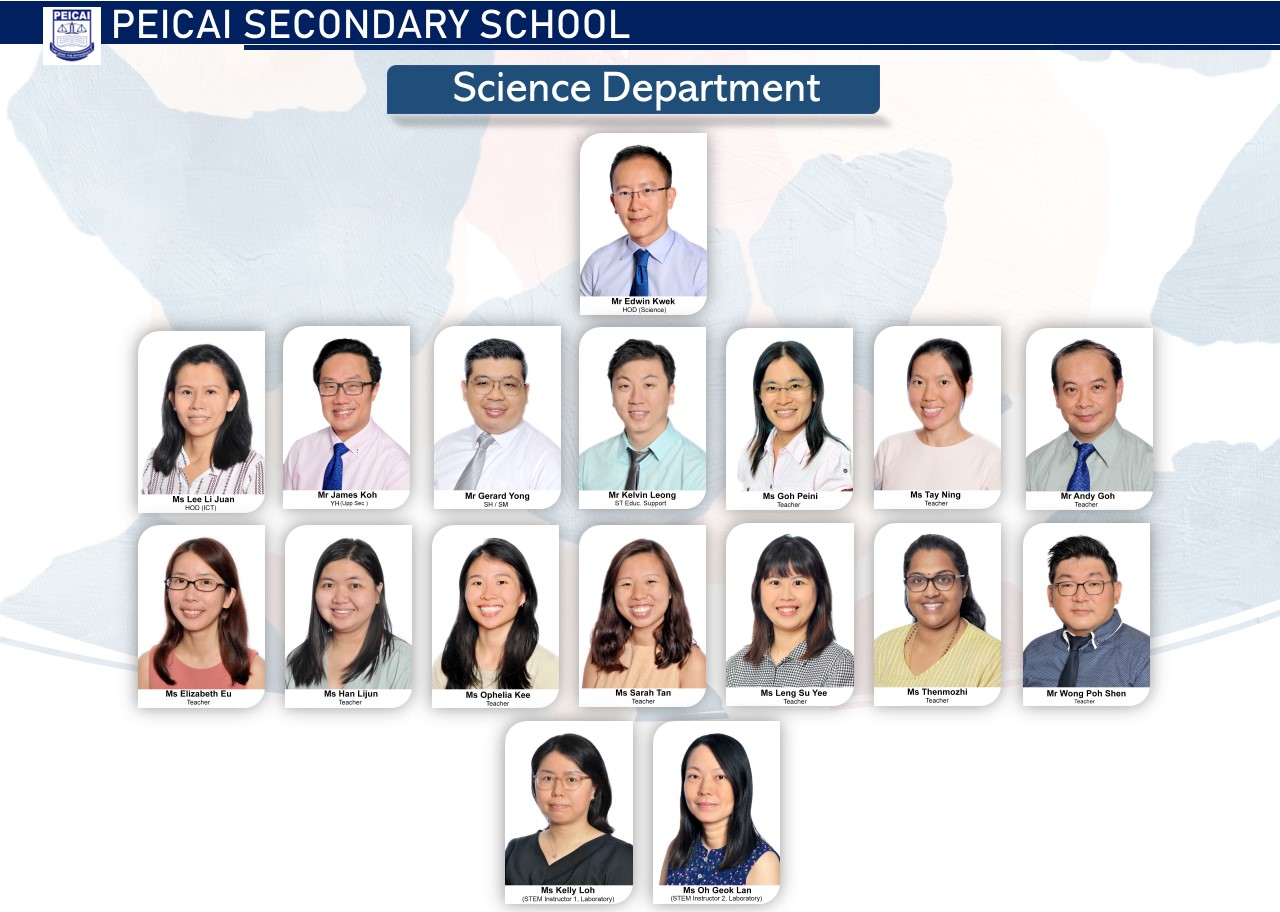 PEICAI
PEICAI SECONDARY SCHOOL
Science Department
Mr Edwin Kwek
HOD (Science)
Ms Lee Li Juan
HOD (ICT)
Mr James Koh
YH (Upp Sec )
Mr Gerard Yong
SH / SM
Mr Kelvin Leong
ST Educ. Support
Ms Goh Peini
Teacher
Ms Tay Ning
Teacher
Mr Andy Goh
Teacher
Ms Elizabeth Eu
Teacher
Ms Han Lijun
Teacher
Ms Ophelia Kee
Teacher
Ms Sarah Tan
Teacher
Ms Leng Su Yee
Teacher
Ms Thenmozhi
Teacher
Mr Wong Poh Shen
Teacher
Ms Kelly Loh
(STEM Instructor 1, Laboratory)
Ms Oh Geok Lan
(STEM Instructor 2, Laboratory)